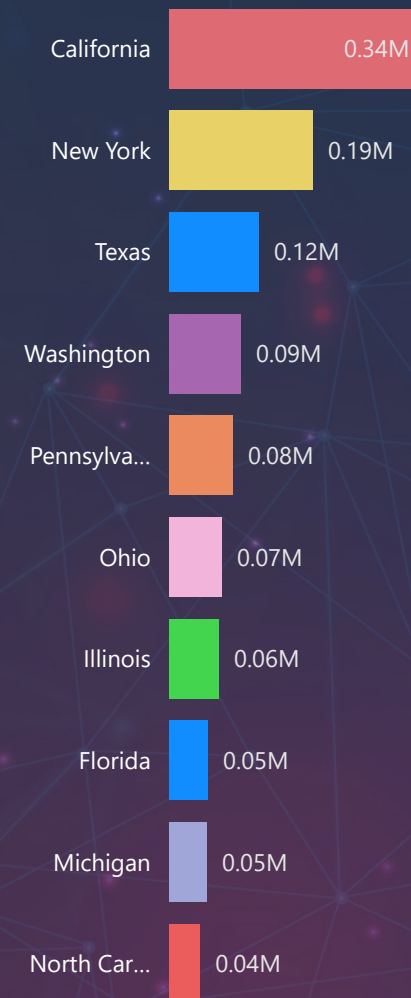 California 0.34M
New York 0.19M
Texas 0.12M
Washington 0.09M
Pennsylva... 0.08M
Ohio 0.07M
Illinois 0.06M
Florida 0.05M
Michigan 0.05M
North Car... 0.04M